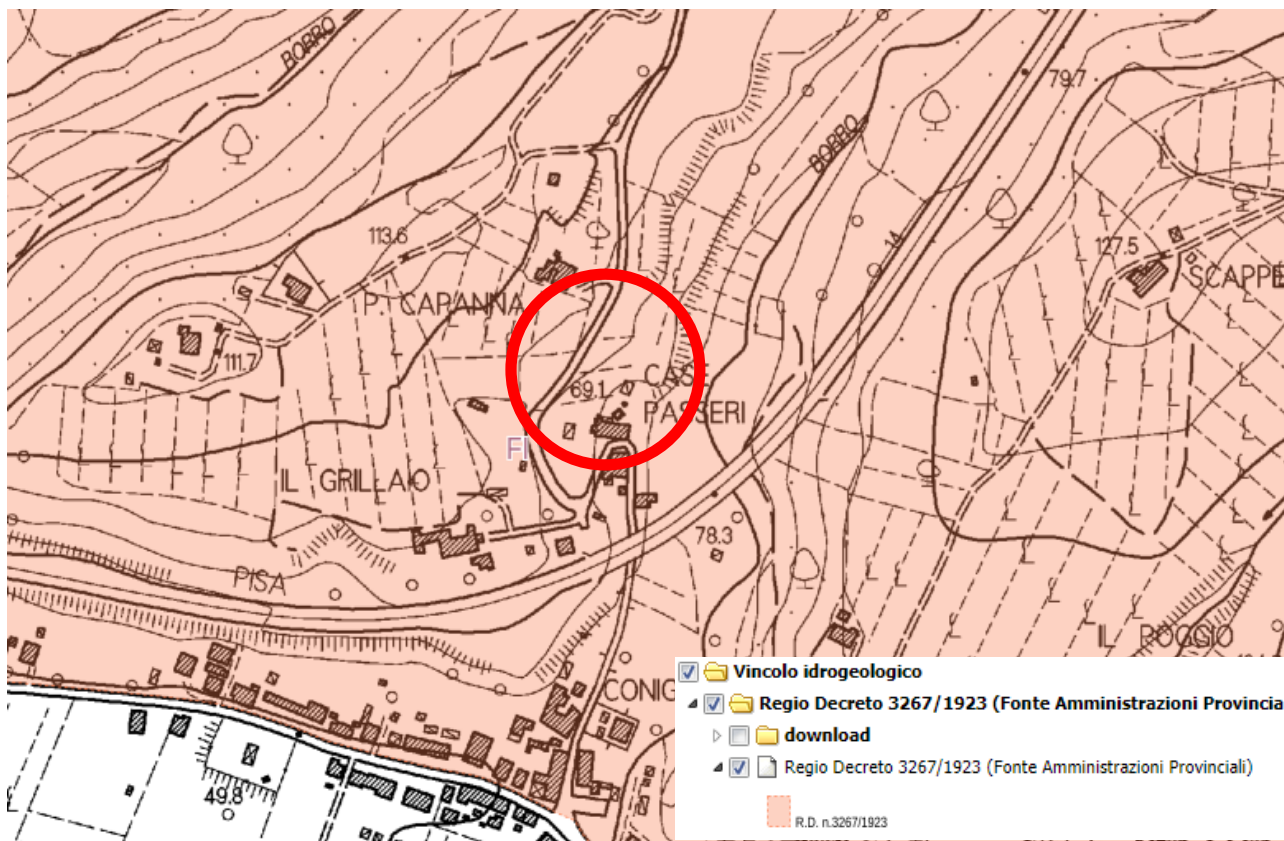 BORRO
79.7
BORRO
14
113.6
127.5
P. CAPANNA
SCAPPE
111.7
69.1
CASE
PASSERI
FI
IL GRILLAIO
78.3
PISA
IL POGGIO
CONIG
49.8
Vincolo idrogeologico
Regio Decreto 3267/1923 (Fonte Amministrazioni Provincia
download
Regio Decreto 3267/1923 (Fonte Amministrazioni Provinciali)
R.D. n.3267/1923